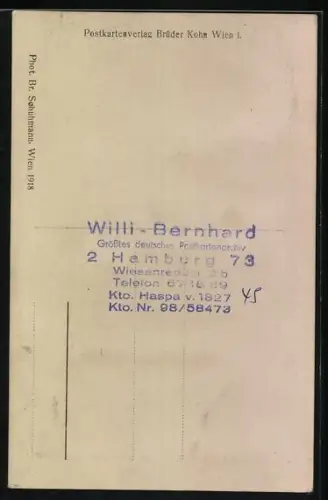 Postkartenverlag Brüder Kohn Wien I.
Phot. Br. Schuhmann, Wien 1918
Willi - Bernhard
Größtes deutsches Postkartenarchiv
2 Hamburg 73
Telefon
Kto. Haspa v. 1827
45
Kto. Nr. 98/58473